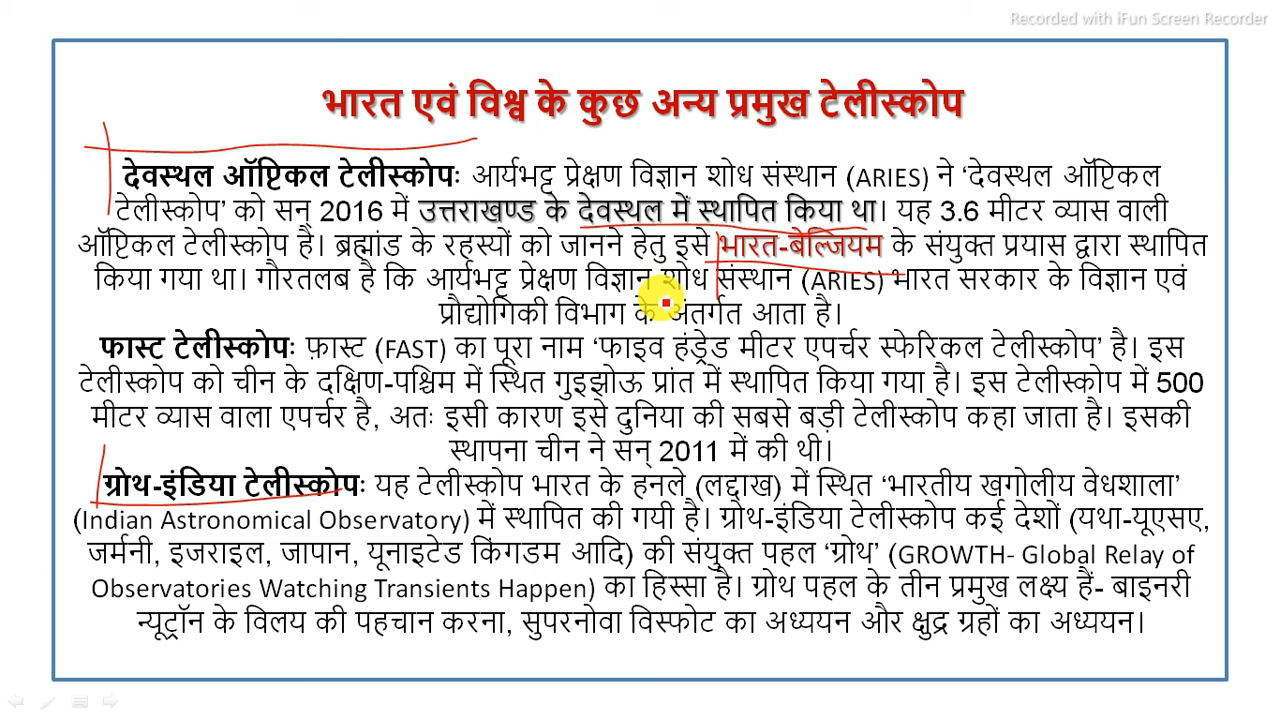 Recorded with iFun Screen Recorder
भारत एवं विश्व के कुछ अन्य प्रमुख टेलीस्कोप
देवस्थल ऑप्टिकल टेलीस्कोपः आर्यभट्ट प्रेक्षण विज्ञान शोध संस्थान (ARIES) ने 'देवस्थल ऑप्टिकल
टेलीस्कोप' को सन् 2016 में उत्तराखण्ड के देवस्थल में स्थापित किया था। यह 3.6 मीटर व्यास वाली
ऑप्टिकल टेलीस्कोप है। ब्रह्मांड के रहस्यों को जानने हेतु इसे भारत-बेल्जियम के संयुक्त प्रयास द्वारा स्थापित
किया गया था। गौरतलब है कि आर्यभट्ट प्रेक्षण विज्ञान शोध संस्थान (ARIES) भारत सरकार के विज्ञान एवं
प्रौद्योगिकी विभाग के अंतर्गत आता है।
फास्ट टेलीस्कोपः फ़ास्ट (FAST) का पूरा नाम 'फाइव हंड्रेड मीटर एपर्चर स्फेरिकल टेलीस्कोप' है। इस
टेलीस्कोप को चीन के दक्षिण-पश्चिम में स्थित गुइझोऊ प्रांत में स्थापित किया गया है। इस टेलीस्कोप में 500
मीटर व्यास वाला एपर्चर है, अतः इसी कारण इसे दुनिया की सबसे बड़ी टेलीस्कोप कहा जाता है। इसकी
स्थापना चीन ने सन् 2011 में की थी।
ग्रोथ-इंडिया टेलीस्कोपः यह टेलीस्कोप भारत के हनले (लद्दाख) में स्थित 'भारतीय खगोलीय वेधशाला'
(Indian Astronomical Observatory) में स्थापित की गयी है। ग्रोथ-इंडिया टेलीस्कोप कई देशों (यथा-यूएसए,
जर्मनी, इजराइल, जापान, यूनाइटेड किंगडम आदि) की संयुक्त पहल 'ग्रोथ' (GROWTH- Global Relay of
Observatories Watching Transients Happen) का हिस्सा है। ग्रोथ पहल के तीन प्रमुख लक्ष्य हैं- बाइनरी
न्यूट्रॉन के विलय की पहचान करना, सुपरनोवा विस्फोट का अध्ययन और क्षुद्र ग्रहों का अध्ययन।